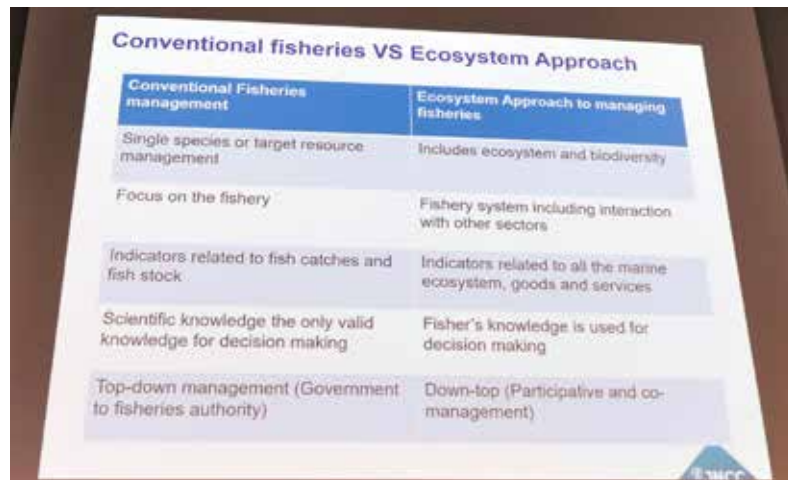 Conventional fisheries VS Ecosystem Approach
Conventional Fisheries
management
Ecosystem Approach to managing
fisheries
Single species or target resource
management
Includes ecosystem and biodiversity
Focus on the fishery
Fishery system including interaction
with other sectors
Indicators related to fish catches and
fish stock
Indicators related to all the marine
ecosystem, goods and services
Scientific knowledge the only valid
knowledge for decision making
Fisher's knowledge is used for
decision making
Top-down management (Government
to fisheries authority)
Down-top (Participative and co-
management)
JNCC